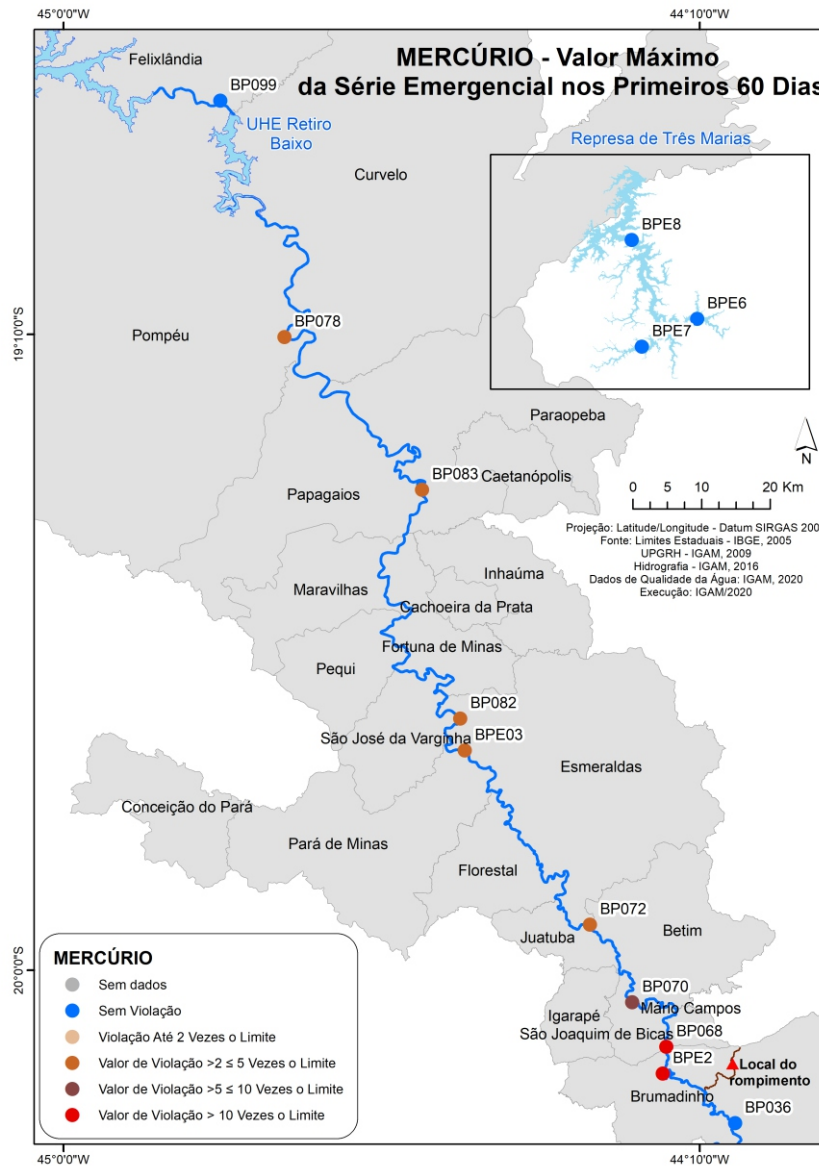 45°0'0"W
44°10'0"W
MERCÚRIO - Valor Máximo
da Série Emergencial nos Primeiros 60 Dias
Felixlândia
BP099
UHE Retiro
Baixo
Curvelo
Represa de Três Marias
BPE8
BPE6
BPE7
19°10'0"S
Pompéu
BP078
Paraopeba
N
BP083
Caetanópolis
Papagaios
0 5 10 20 Km
Projeção: Latitude/Longitude - Datum SIRGAS 200
Fonte: Limites Estaduais - IBGE, 2005
UPGRH - IGAM, 2009
Hidrografia - IGAM, 2016
Dados de Qualidade da Água: IGAM, 2020
Execução: IGAM/2020
Inhaúma
Maravilhas
Cachoeira da Prata
Fortuna de Minas
Pequi
BP082
São José da Varginha
BPE03
Esmeraldas
Conceição do Pará
Pará de Minas
Florestal
BP072
Juatuba
Betim
20°0'0"S
BP070
Mário Campos
Igarapé
São Joaquim de Bicas
BP068
BPE2
Local do
rompimento
Brumadinho
BP036
MERCÚRIO
Sem dados
Sem Violação
Violação Até 2 Vezes o Limite
Valor de Violação >2 ≤ 5 Vezes o Limite
Valor de Violação >5 ≤ 10 Vezes o Limite
Valor de Violação > 10 Vezes o Limite
45°0'0"W
44°10'0"W